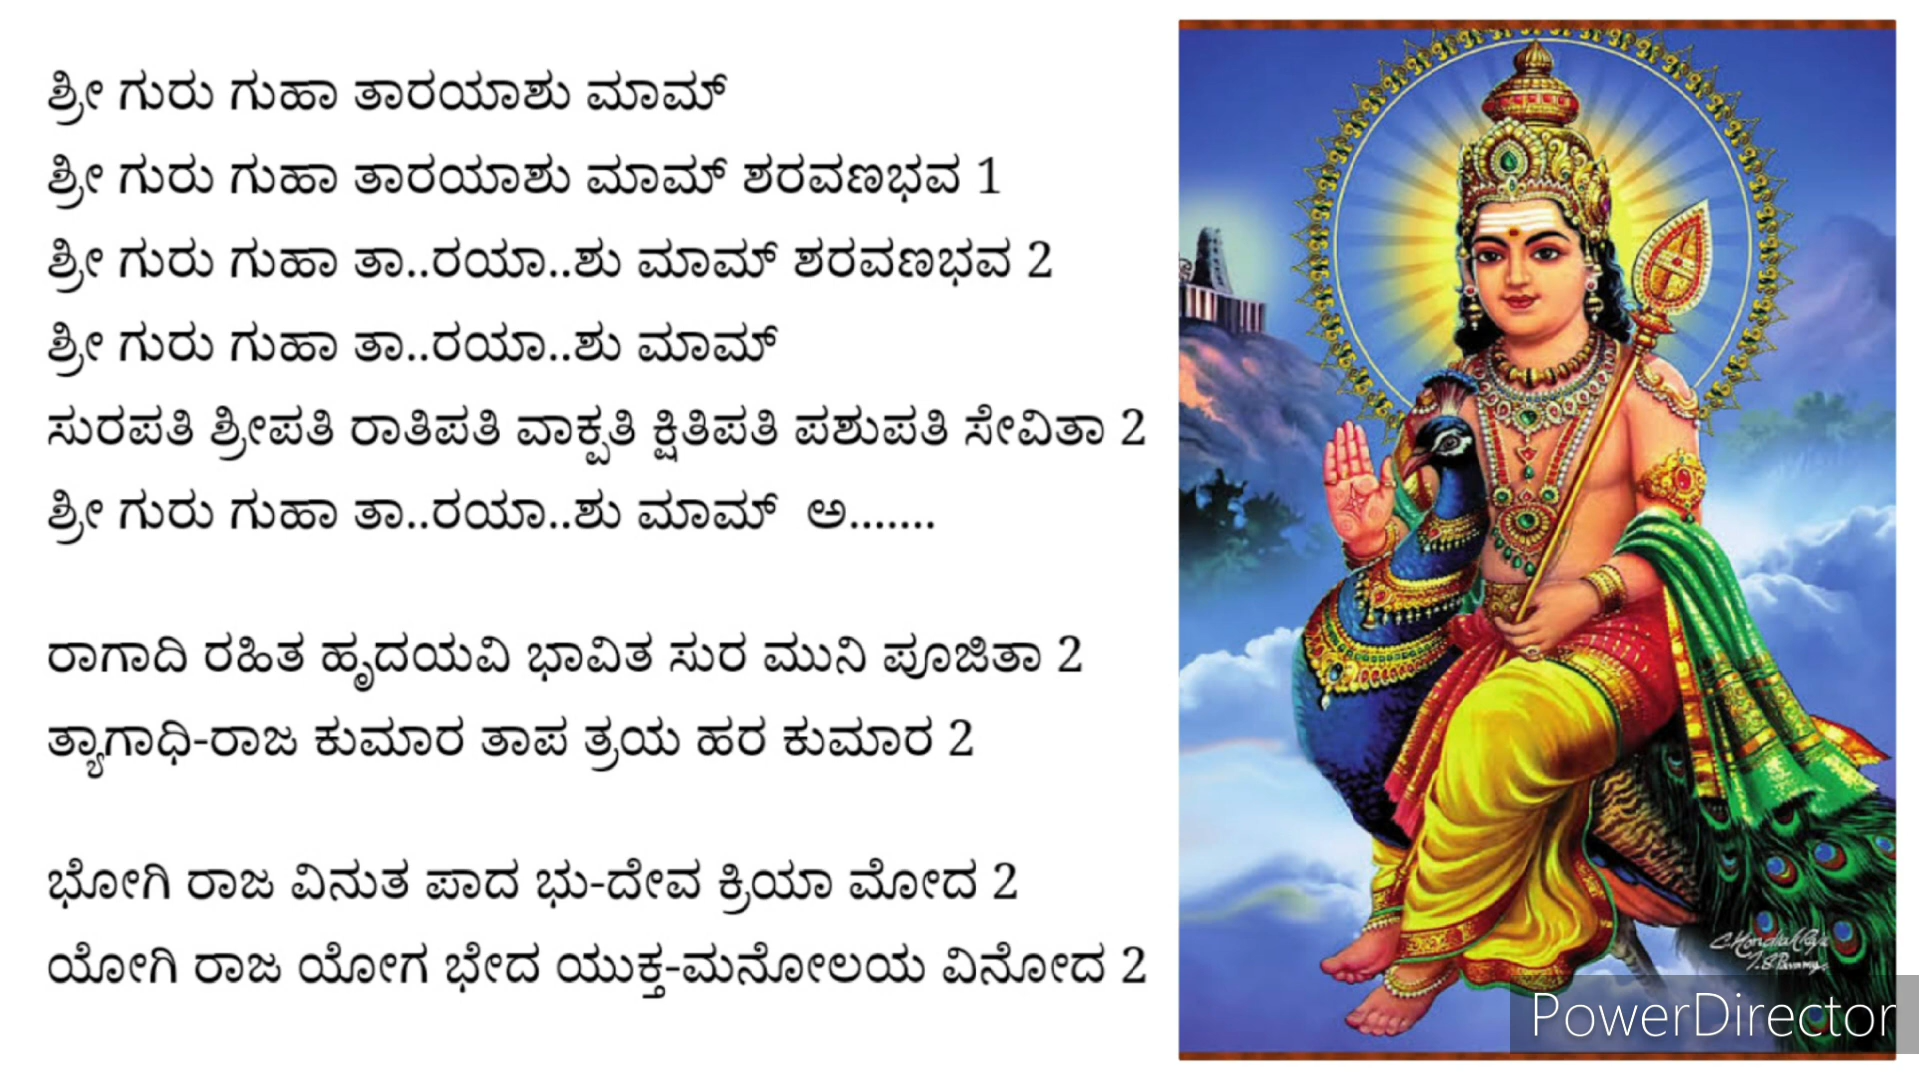 ಶ್ರೀ ಗುರು ಗುಹಾ ತಾರಯಾಶು ಮಾಮ್
ಶ್ರೀ ಗುರು ಗುಹಾ ತಾರಯಾಶು ಮಾಮ್ ಶರವಣಭವ 1
ಶ್ರೀ ಗುರು ಗುಹಾ ತಾ..ರಯಾ..ಶು ಮಾಮ್ ಶರವಣಭವ 2
ಶ್ರೀ ಗುರು ಗುಹಾ ತಾ..ರಯಾ..ಶು ಮಾಮ್
ಸುರಪತಿ ಶ್ರೀಪತಿ ರಾತಿಪತಿ ವಾಕ್ಪತಿ ಕ್ಷಿತಿಪತಿ ಪಶುಪತಿ ಸೇವಿತಾ 2
ಶ್ರೀ ಗುರು ಗುಹಾ ತಾ..ರಯಾ..ಶು ಮಾಮ್ ಅ.......
ರಾಗಾದಿ ರಹಿತ ಹೃದಯವಿ ಭಾವಿತ ಸುರ ಮುನಿ ಪೂಜಿತಾ 2
ತ್ಯಾಗಾಧಿ-ರಾಜ ಕುಮಾರ ತಾಪ ತ್ರಯ ಹರ ಕುಮಾರ 2
ಭೋಗಿ ರಾಜ ವಿನುತ ಪಾದ ಭು-ದೇವ ಕ್ರಿಯಾ ಮೋದ 2
ಯೋಗಿ ರಾಜ ಯೋಗ ಭೇದ ಯುಕ್ತ-ಮನೋಲಯ ವಿನೋದ 2
PowerDirector